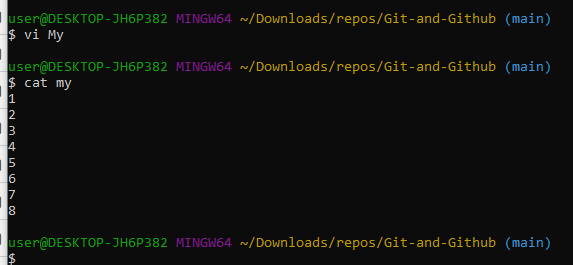 user@DESKTOP-JH6P382 MINGW64 ~/Downloads/repos/Git-and-Github (main)
$ vi My
user@DESKTOP-JH6P382 MINGW64 ~/Downloads/repos/Git-and-Github (main)
$ cat my
1
2
3
4
5
6
7
8
user@DESKTOP-JH6P382 MINGW64 ~/Downloads/repos/Git-and-Github (main)
$